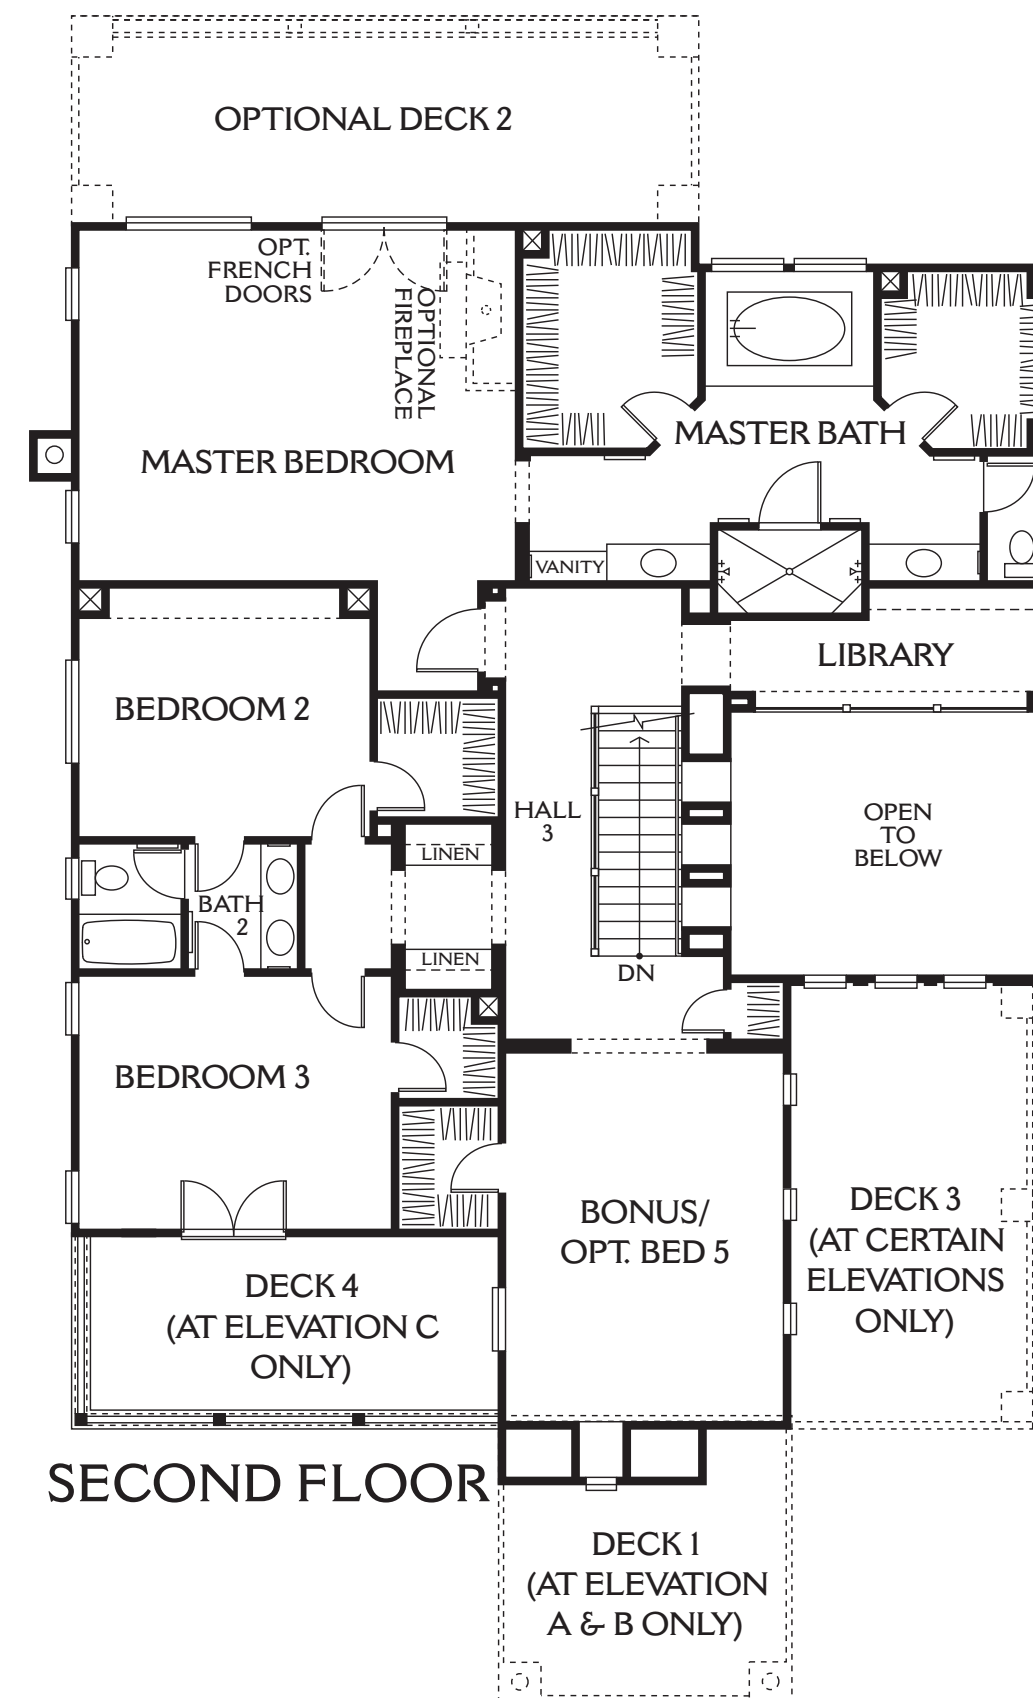 OPTIONAL DECK 2
OPT.
FRENCH
DOORS
OPTIONAL
FIREPLACE
MASTER BEDROOM
MASTER BATH
VANITY
LIBRARY
BEDROOM 2
HALL
3
OPEN
TO
BELOW
LINEN
BATH
2
LINEN
DN
BEDROOM 3
BONUS/
OPT. BED 5
DECK 3
(AT CERTAIN
ELEVATIONS
ONLY)
DECK 4
(AT ELEVATION C
ONLY)
SECOND FLOOR
DECK 1
(AT ELEVATION
A & B ONLY)